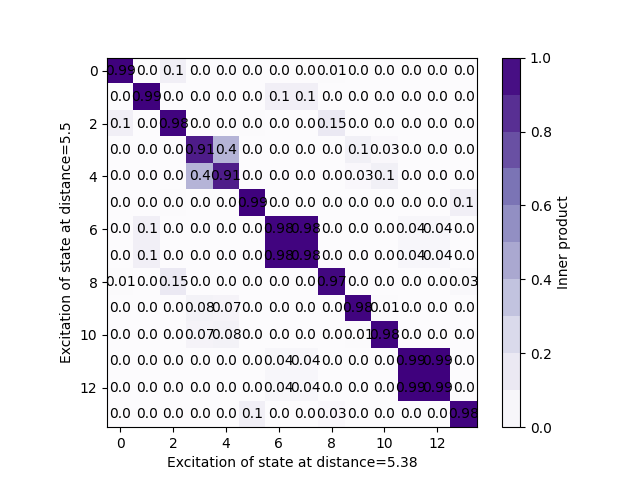 0.99 0.0 0.1 0.0 0.0 0.0 0.0 0.0 0.01 0.0 0.0 0.0 0.0 0.0
0.0 0.99 0.0 0.0 0.0 0.0 0.1 0.1 0.0 0.0 0.0 0.0 0.0 0.0
0.1 0.0 0.98 0.0 0.0 0.0 0.0 0.0 0.15 0.0 0.0 0.0 0.0 0.0
0.0 0.0 0.0 0.91 0.4 0.0 0.0 0.0 0.0 0.1 0.03 0.0 0.0 0.0
0.0 0.0 0.0 0.4 0.91 0.0 0.0 0.0 0.0 0.03 0.1 0.0 0.0 0.0
0.0 0.0 0.0 0.0 0.0 0.99 0.0 0.0 0.0 0.0 0.0 0.0 0.0 0.1
0.0 0.1 0.0 0.0 0.0 0.0 0.98 0.98 0.0 0.0 0.0 0.04 0.04 0.0
0.0 0.1 0.0 0.0 0.0 0.0 0.98 0.98 0.0 0.0 0.0 0.04 0.04 0.0
0.01 0.0 0.15 0.0 0.0 0.0 0.0 0.0 0.97 0.0 0.0 0.0 0.0 0.03
0.0 0.0 0.0 0.08 0.07 0.0 0.0 0.0 0.0 0.98 0.01 0.0 0.0 0.0
0.0 0.0 0.0 0.07 0.08 0.0 0.0 0.0 0.0 0.01 0.98 0.0 0.0 0.0
0.0 0.0 0.0 0.0 0.0 0.0 0.04 0.04 0.0 0.0 0.0 0.99 0.99 0.0
0.0 0.0 0.0 0.0 0.0 0.0 0.04 0.04 0.0 0.0 0.0 0.99 0.99 0.0
0.0 0.0 0.0 0.0 0.0 0.1 0.0 0.0 0.03 0.0 0.0 0.0 0.0 0.98
0
2
4
6
8
10
12
Excitation of state at distance=5.5
0 2 4 6 8 10 12
Excitation of state at distance=5.38
1.0
0.8
0.6
0.4
0.2
0.0
Inner product